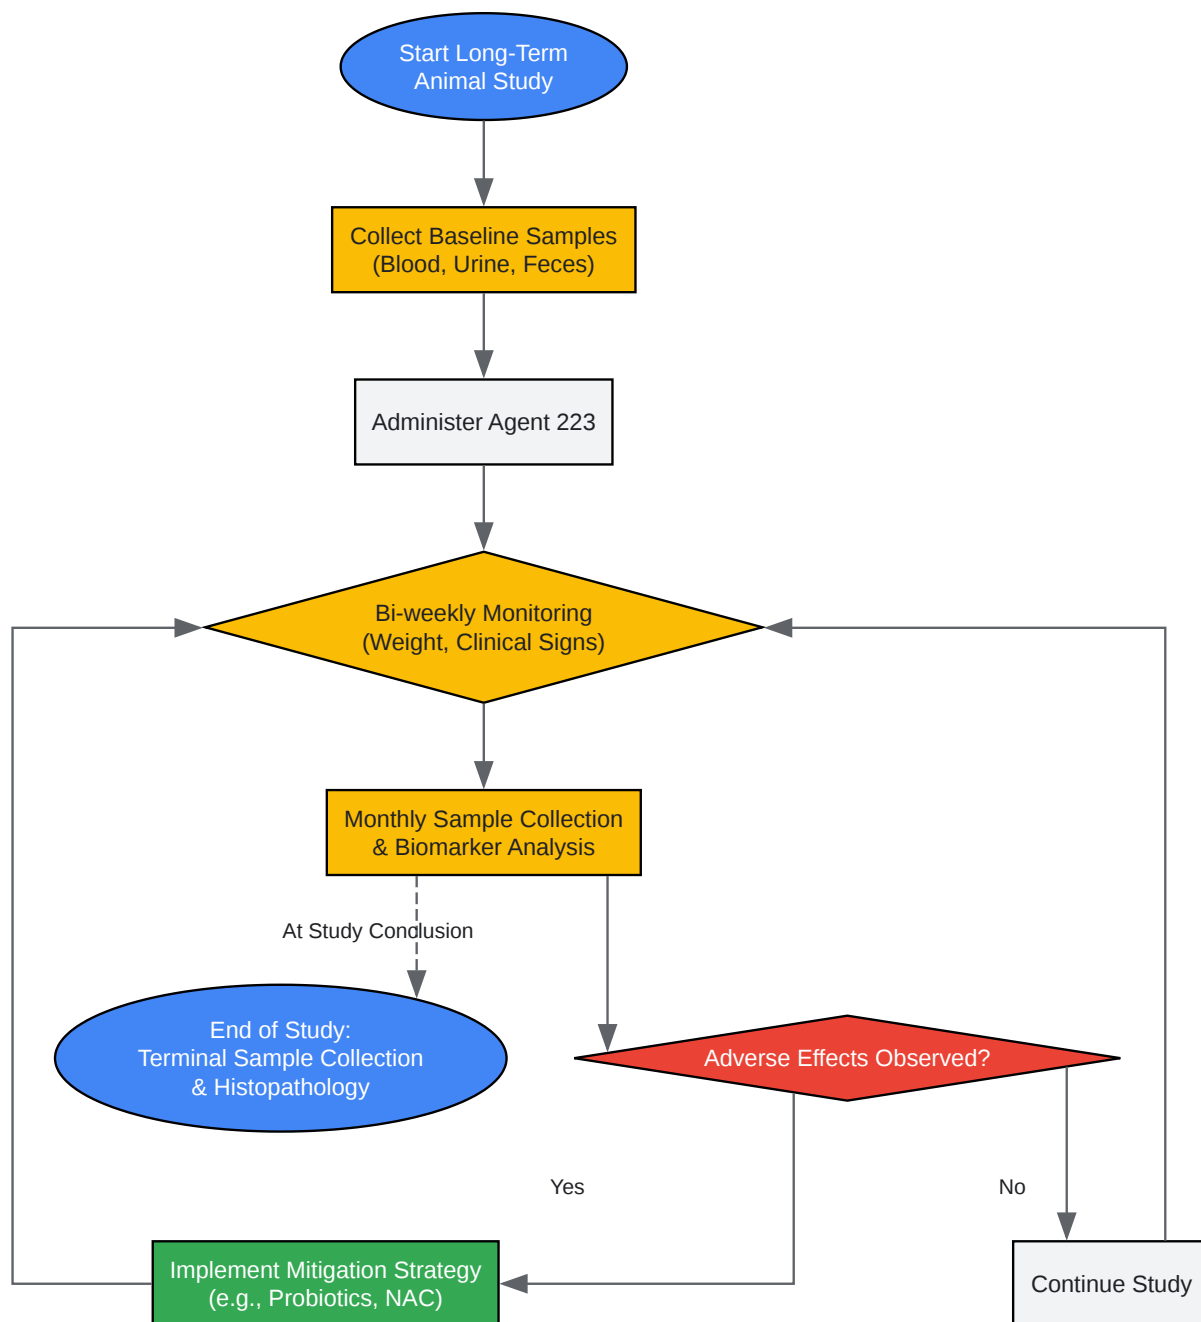 Start Long-Term
Animal Study
Collect Baseline Samples
(Blood, Urine, Feces)
Administer Agent 223
Bi-weekly Monitoring
(Weight, Clinical Signs)
Monthly Sample Collection
& Biomarker Analysis
At Study Conclusion
End of Study:
Terminal Sample Collection
& Histopathology
Adverse Effects Observed?
Yes
No
Implement Mitigation Strategy
(e.g., Probiotics, NAC)
Continue Study